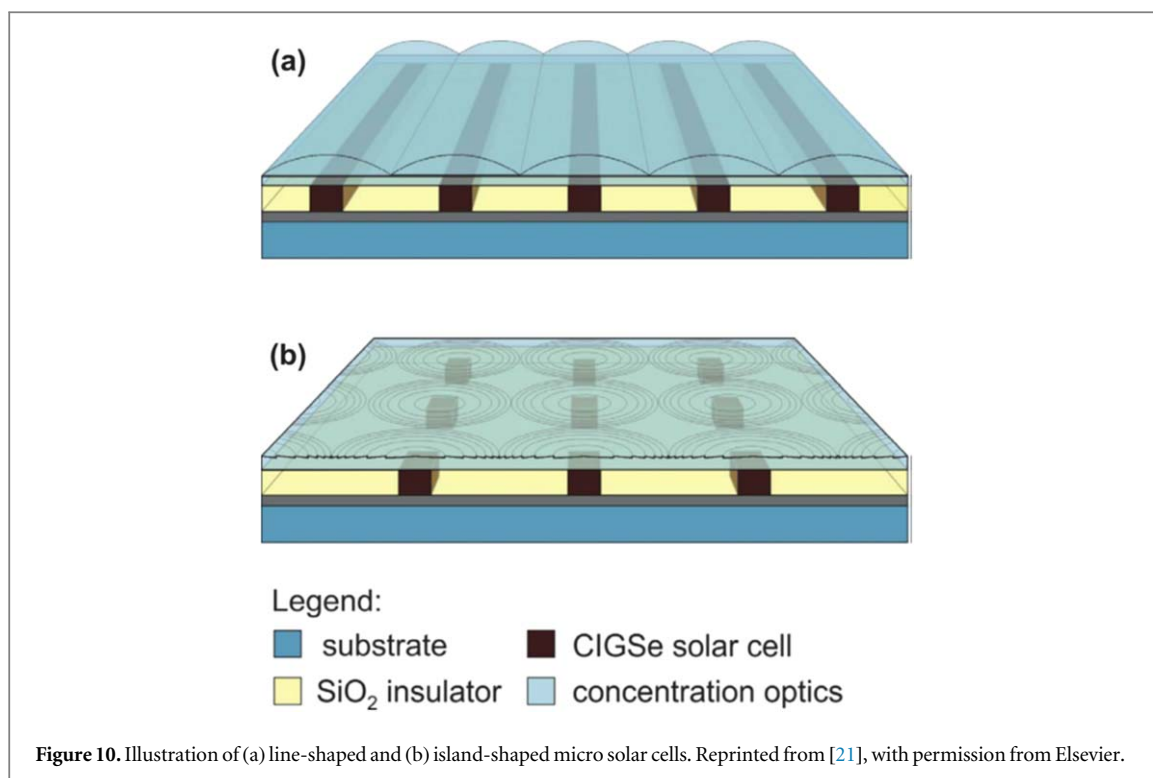 (a)
(b)
Legend:
substrate
CIGSe solar cell
SiO₂ insulator
concentration optics
Figure 10. Illustration of (a) line-shaped and (b) island-shaped micro solar cells. Reprinted from [21], with permission from Elsevier.